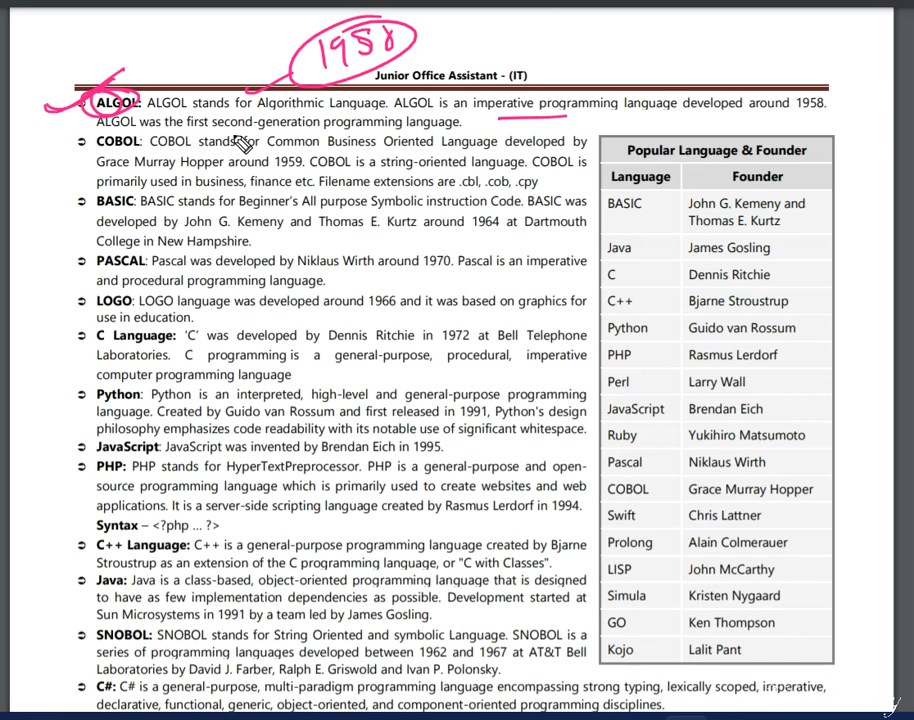 1958
Junior Office Assistant - (IT)
ALGOL: ALGOL stands for Algorithmic Language. ALGOL is an imperative programming language developed around 1958.
ALGOL was the first second-generation programming language.
COBOL: COBOL stands for Common Business Oriented Language developed by
Grace Murray Hopper around 1959. COBOL is a string-oriented language. COBOL is
primarily used in business, finance etc. Filename extensions are .cbl, .cob, .cpy
BASIC: BASIC stands for Beginner's All purpose Symbolic instruction Code. BASIC was
developed by John G. Kemeny and Thomas E. Kurtz around 1964 at Dartmouth
College in New Hampshire.
PASCAL: Pascal was developed by Niklaus Wirth around 1970. Pascal is an imperative
and procedural programming language.
LOGO: LOGO language was developed around 1966 and it was based on graphics for
use in education.
C Language: 'C' was developed by Dennis Ritchie in 1972 at Bell Telephone
Laboratories. C programming is a general-purpose, procedural, imperative
computer programming language
Python: Python is an interpreted, high-level and general-purpose programming
language. Created by Guido van Rossum and first released in 1991, Python's design
philosophy emphasizes code readability with its notable use of significant whitespace.
JavaScript: JavaScript was invented by Brendan Eich in 1995.
PHP: PHP stands for HyperTextPreprocessor. PHP is a general-purpose and open-
source programming language which is primarily used to create websites and web
applications. It is a server-side scripting language created by Rasmus Lerdorf in 1994.
Syntax – <?php ... ?>
C++ Language: C++ is a general-purpose programming language created by Bjarne
Stroustrup as an extension of the C programming language, or "C with Classes".
Java: Java is a class-based, object-oriented programming language that is designed
to have as few implementation dependencies as possible. Development started at
Sun Microsystems in 1991 by a team led by James Gosling.
SNOBOL: SNOBOL stands for String Oriented and symbolic Language. SNOBOL is a
series of programming languages developed between 1962 and 1967 at AT&T Bell
Laboratories by David J. Farber, Ralph E. Griswold and Ivan P. Polonsky.
C#: C# is a general-purpose, multi-paradigm programming language encompassing strong typing, lexically scoped, imperative,
declarative, functional, generic, object-oriented, and component-oriented programming disciplines.
Popular Language & Founder
Language Founder
BASIC John G. Kemeny and
Thomas E. Kurtz
Java James Gosling
C Dennis Ritchie
C++ Bjarne Stroustrup
Python Guido van Rossum
PHP Rasmus Lerdorf
Perl Larry Wall
JavaScript Brendan Eich
Ruby Yukihiro Matsumoto
Pascal Niklaus Wirth
COBOL Grace Murray Hopper
Swift Chris Lattner
Prolong Alain Colmerauer
LISP John McCarthy
Simula Kristen Nygaard
GO Ken Thompson
Kojo Lalit Pant